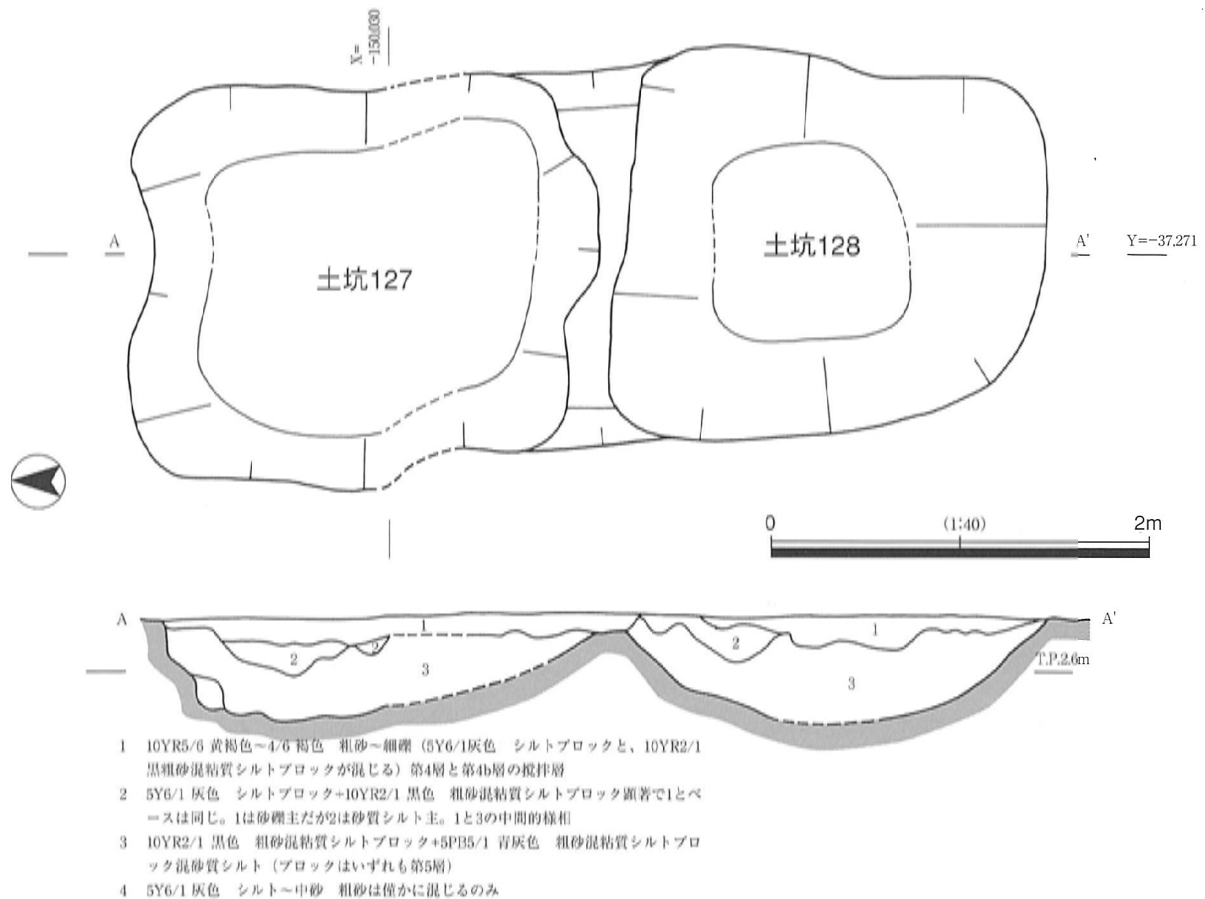 X=
-150.030
A
A'
Y=-37.271
土坑127
土坑128
0
(1:40)
2m
A
A'
1
2
2
3
1
2
3
T.P.2.6m
1 10YR5/6 黄褐色～4/6 褐色 粗砂～細礫（5Y6/1灰色 シルトブロックと、10YR2/1
黒粗砂混粘質シルトブロックが混じる）第4層と第4b層の撹拌層
2 5Y6/1 灰色 シルトブロック+10YR2/1 黒色 粗砂混粘質シルトブロック顕著で1とベ
ースは同じ。1は砂礫主だが2は砂質シルト主。1と3の中間的様相
3 10YR2/1 黒色 粗砂混粘質シルトブロック+5PB5/1 青灰色 粗砂混粘質シルトブロ
ック混砂質シルト（ブロックはいずれも第5層）
4 5Y6/1 灰色 シルト～中砂 粗砂は僅かに混じるのみ